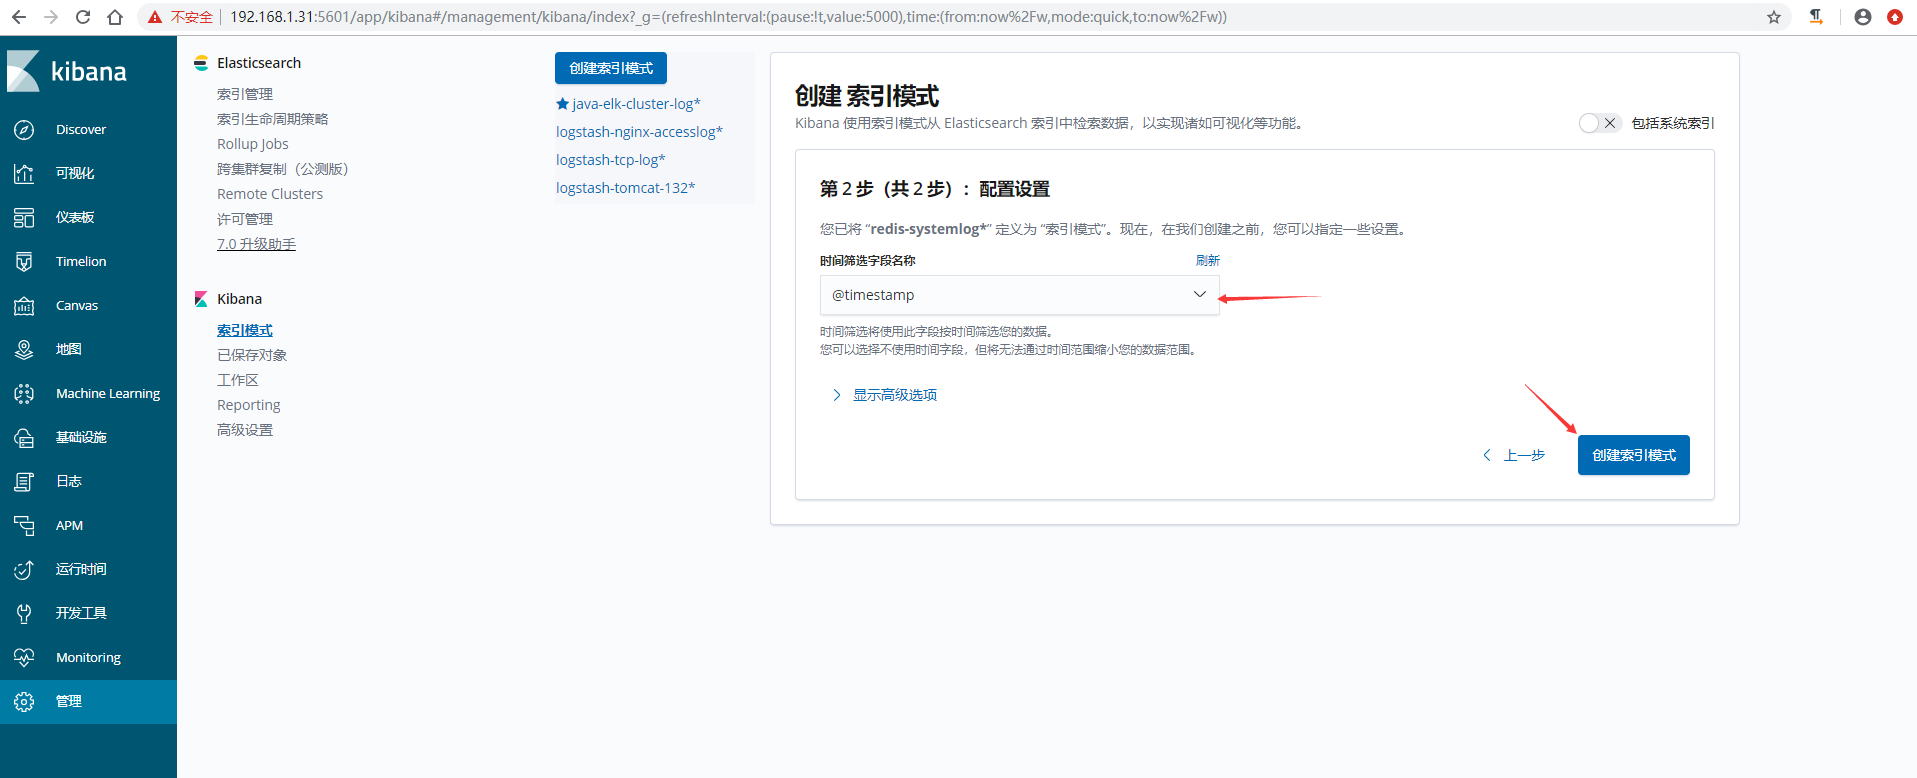 不安全
192.168.1.31:5601/app/kibana#/management/kibana/index?_g=(refreshInterval:(pause:!t,value:5000),time:(from:now%2Fw,mode:quick,to:now%2Fw))
kibana
Discover
可视化
仪表板
Timelion
Canvas
地图
Machine Learning
基础设施
日志
APM
运行时间
开发工具
Monitoring
管理
Elasticsearch
索引管理
索引生命周期策略
Rollup Jobs
跨集群复制（公测版）
Remote Clusters
许可管理
7.0 升级助手
Kibana
索引模式
已保存对象
工作区
Reporting
高级设置
创建索引模式
java-elk-cluster-log*
logstash-nginx-accesslog*
logstash-tcp-log*
logstash-tomcat-132*
创建 索引模式
Kibana 使用索引模式从 Elasticsearch 索引中检索数据，以实现诸如可视化等功能。
包括系统索引
第 2 步（共 2 步）：配置设置
您已将 “redis-systemlog*” 定义为 “索引模式”。现在，在我们创建之前，您可以指定一些设置。
时间筛选字段名称
刷新
@timestamp
时间筛选将使用此字段按时间筛选您的数据。
您可以选择不使用时间字段，但将无法通过时间范围缩小您的数据范围。
显示高级选项
上一步
创建索引模式